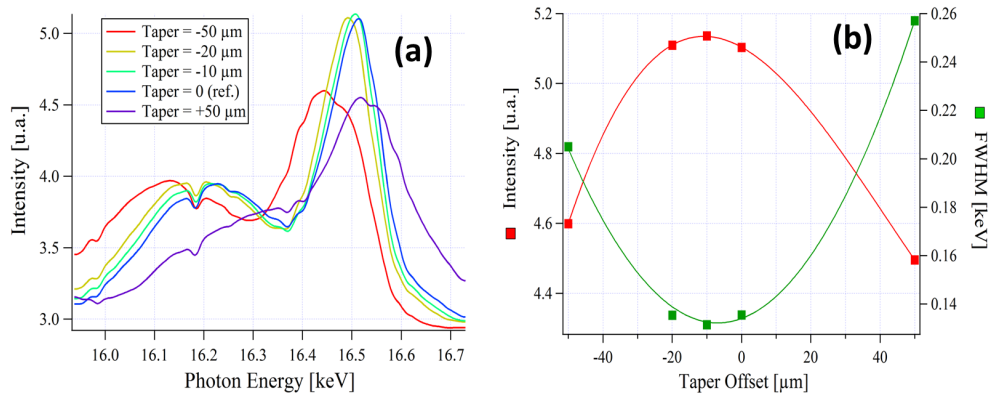 (a)
Taper = -50 µm
Taper = -20 µm
Taper = -10 µm
Taper = 0 (ref.)
Taper = +50 µm
Intensity [u.a.]
5.0
4.5
4.0
3.5
3.0
16.0 16.1 16.2 16.3 16.4 16.5 16.6 16.7
Photon Energy [keV]
(b)
Intensity [u.a.]
5.2
5.0
4.8
4.6
4.4
0.26
0.24
0.22
0.20
0.18
0.16
0.14
FWHM [keV]
-40 -20 0 20 40
Taper Offset [µm]